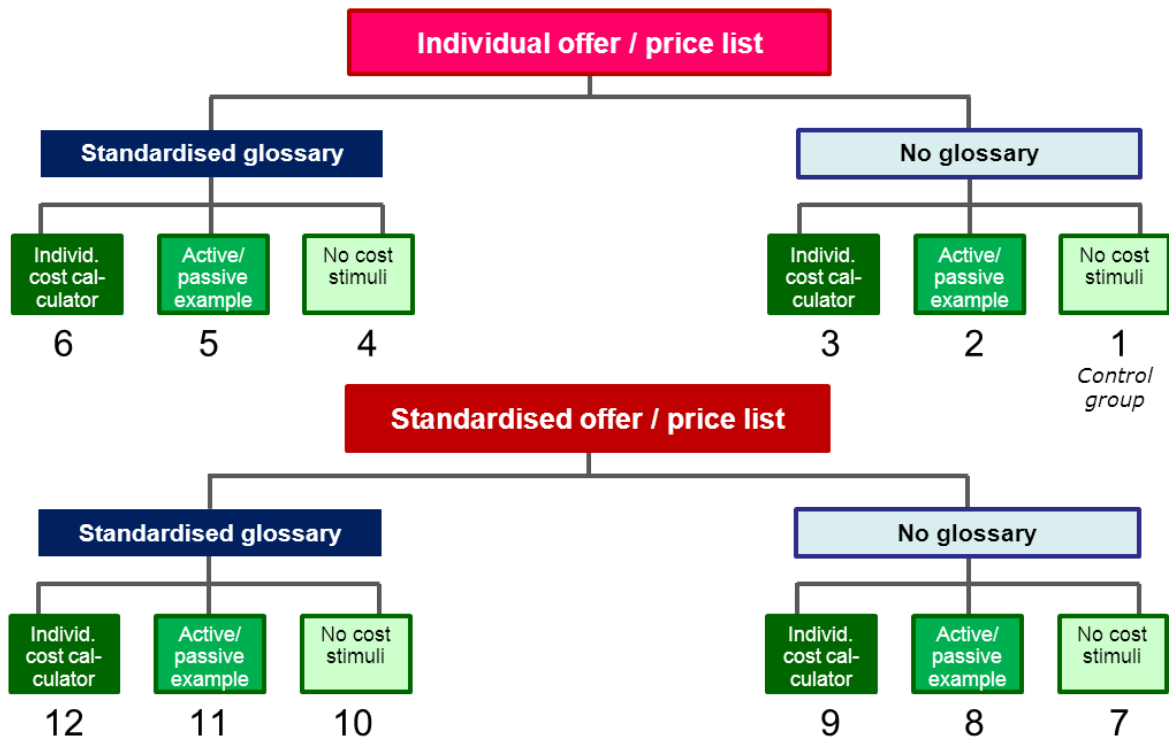 Individual offer / price list
Standardised glossary
No glossary
Individ.
cost cal-
culator
Active/
passive
example
No cost
stimuli
Individ.
cost cal-
culator
Active/
passive
example
No cost
stimuli
6
5
4
3
2
1
Control
group
Standardised offer / price list
Standardised glossary
No glossary
Individ.
cost cal-
culator
Active/
passive
example
No cost
stimuli
Individ.
cost cal-
culator
Active/
passive
example
No cost
stimuli
12
11
10
9
8
7